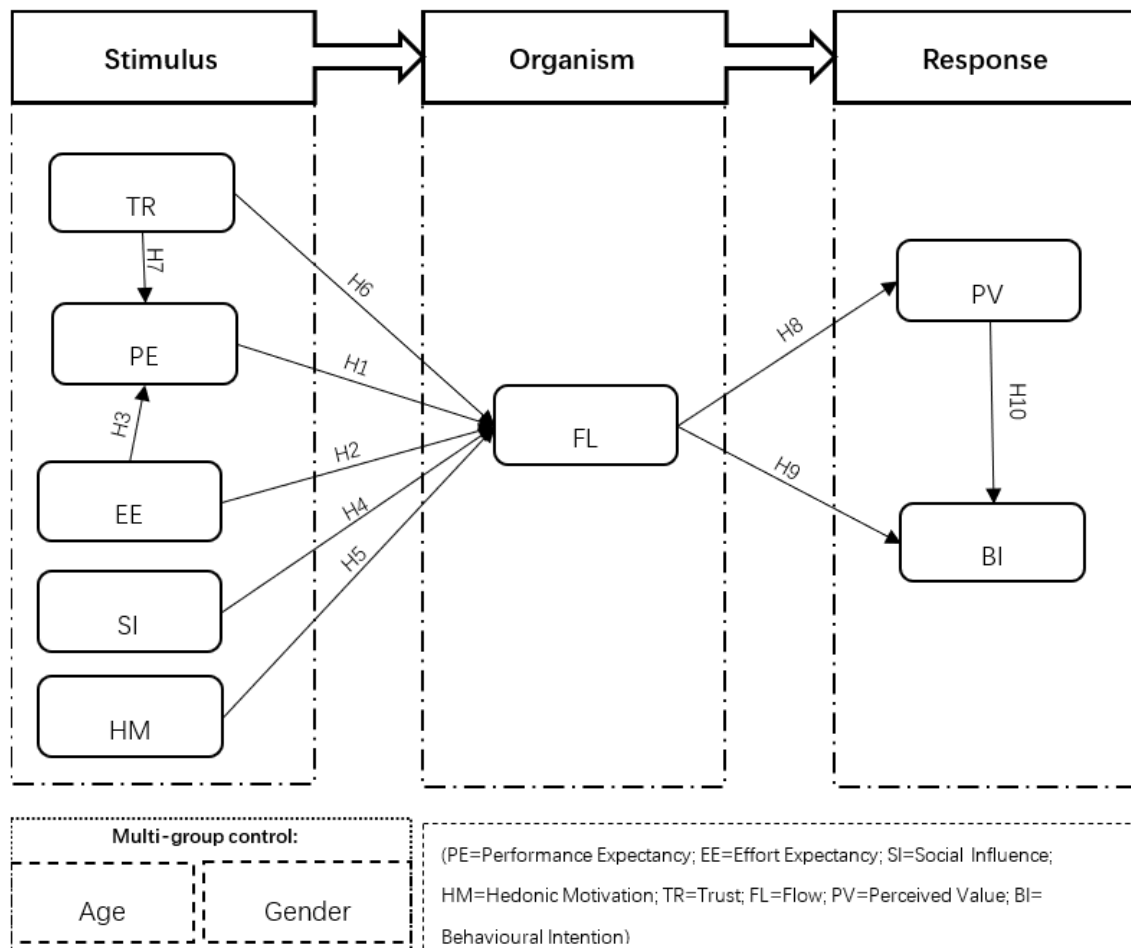 Stimulus
Organism
Response
TR
H7
H6
PE
H1
H3
H2
EE
H4
SI
H5
HM
FL
H8
PV
H10
H9
BI
Multi-group control:
Age
Gender
(PE=Performance Expectancy; EE=Effort Expectancy; SI=Social Influence;
HM=Hedonic Motivation; TR=Trust; FL=Flow; PV=Perceived Value; BI=
Behavioural Intention)